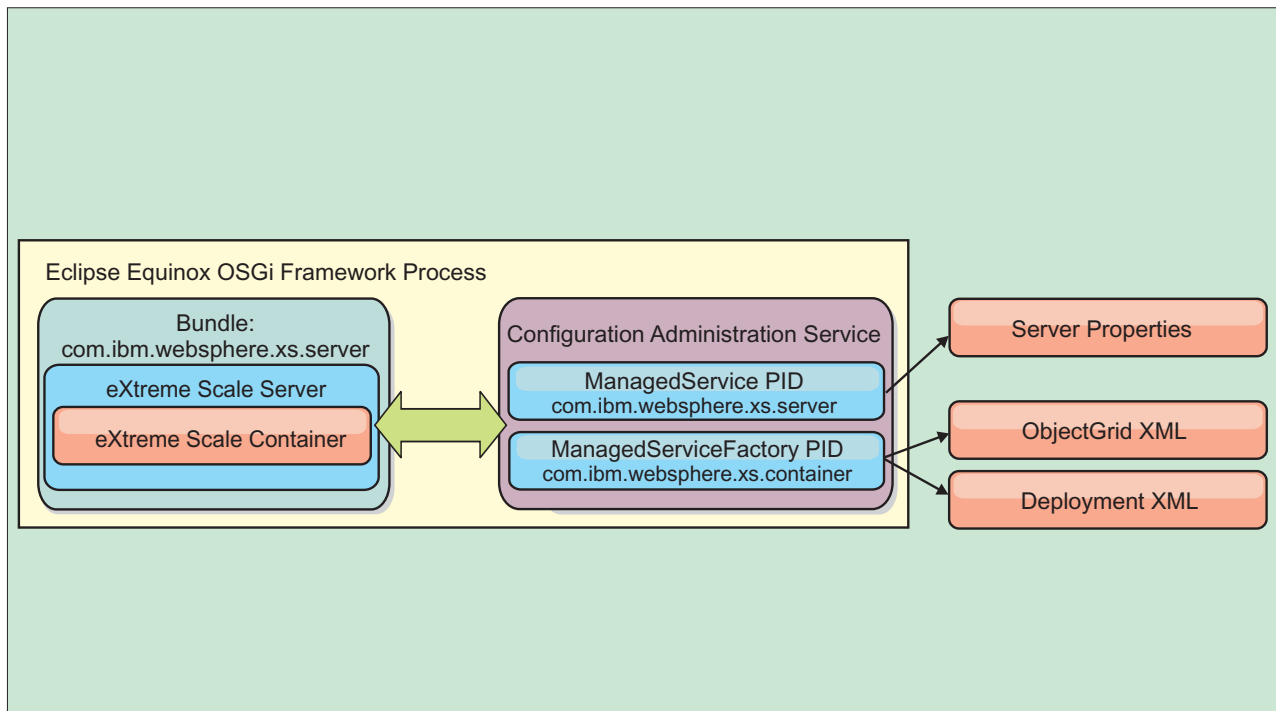 Eclipse Equinox OSGi Framework Process
Bundle:
com.ibm.websphere.xs.server
eXtreme Scale Server
eXtreme Scale Container
Configuration Administration Service
ManagedService PID
com.ibm.websphere.xs.server
ManagedServiceFactory PID
com.ibm.websphere.xs.container
Server Properties
ObjectGrid XML
Deployment XML